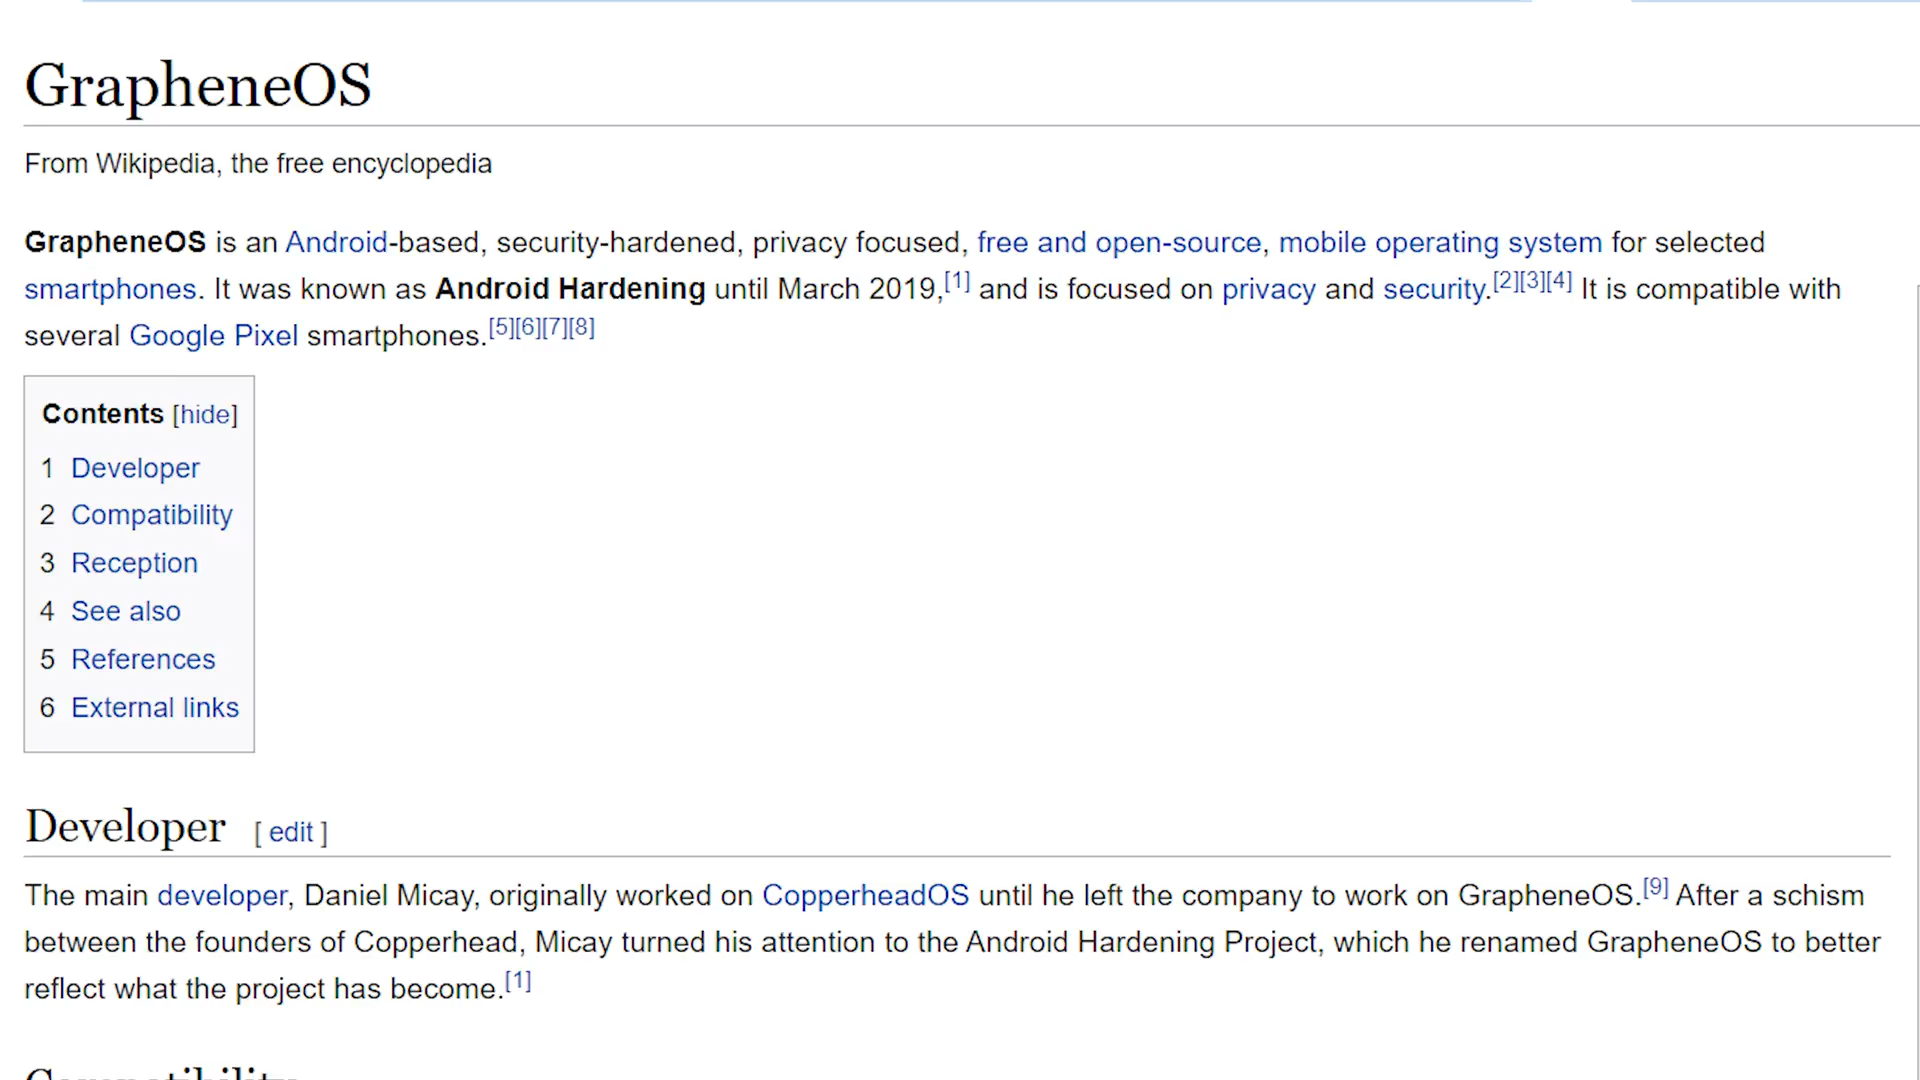 GrapheneOS
From Wikipedia, the free encyclopedia
GrapheneOS is an Android-based, security-hardened, privacy focused, free and open-source, mobile operating system for selected
smartphones. It was known as Android Hardening until March 2019,[1] and is focused on privacy and security.[2][3][4] It is compatible with
several Google Pixel smartphones.[5][6][7][8]
Contents [hide]
1 Developer
2 Compatibility
3 Reception
4 See also
5 References
6 External links
Developer [ edit ]
The main developer, Daniel Micay, originally worked on CopperheadOS until he left the company to work on GrapheneOS.[9] After a schism
between the founders of Copperhead, Micay turned his attention to the Android Hardening Project, which he renamed GrapheneOS to better
reflect what the project has become.[1]
Compatibility